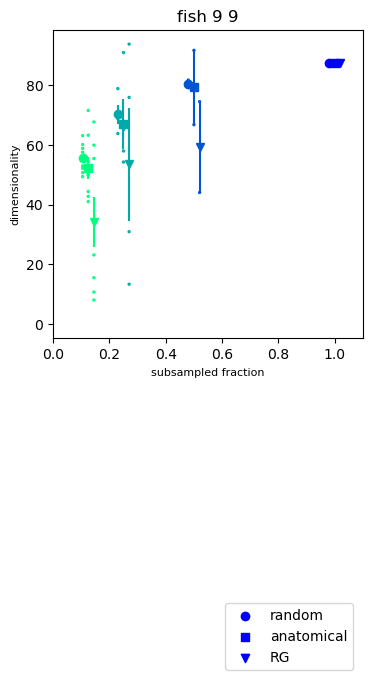 fish 9 9
dimensionality
80
60
40
20
0
0.0 0.2 0.4 0.6 0.8 1.0
subsampled fraction
random
anatomical
RG